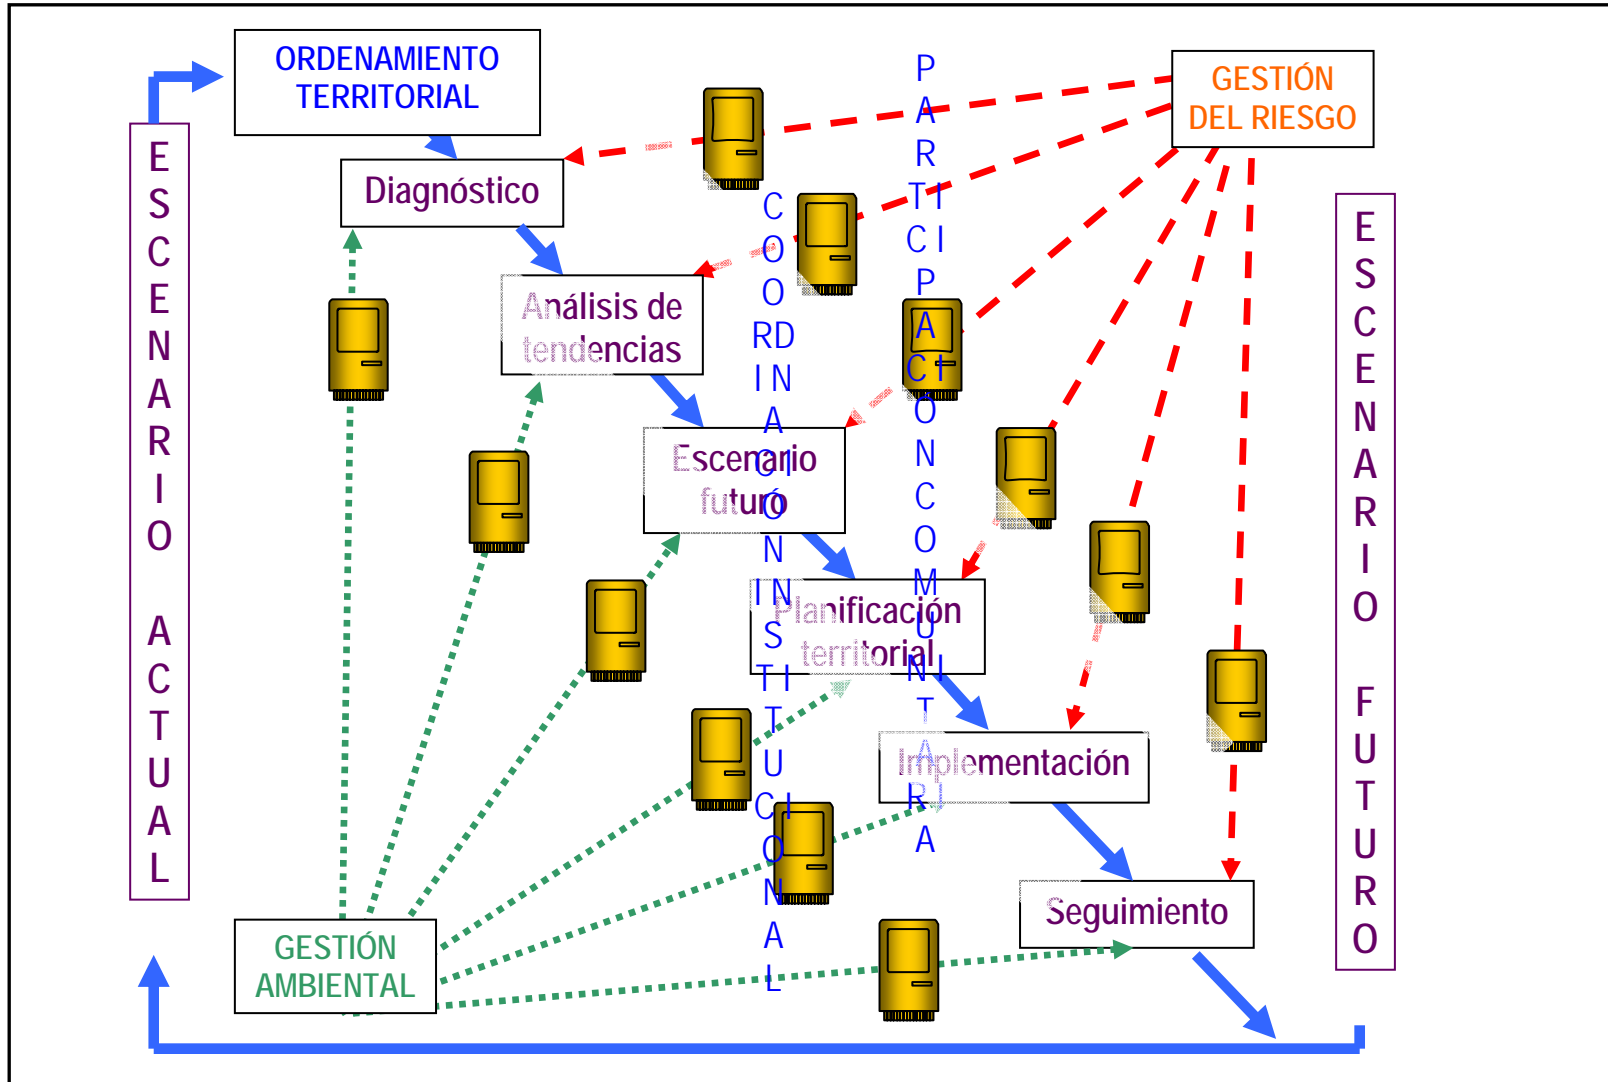 ORDENAMIENTO
TERRITORIAL
GESTIÓN
DEL RIESGO
ESCENARIO ACTUAL
Diagnóstico
Análisis de
tendencias
Escenario
futuro
Planificación
territorial
Implementación
Seguimiento
COORDINACIÓN INSTITUCIONAL
PARTICIPACION COMUNITARIA
ESCENARIO FUTURO
GESTIÓN
AMBIENTAL